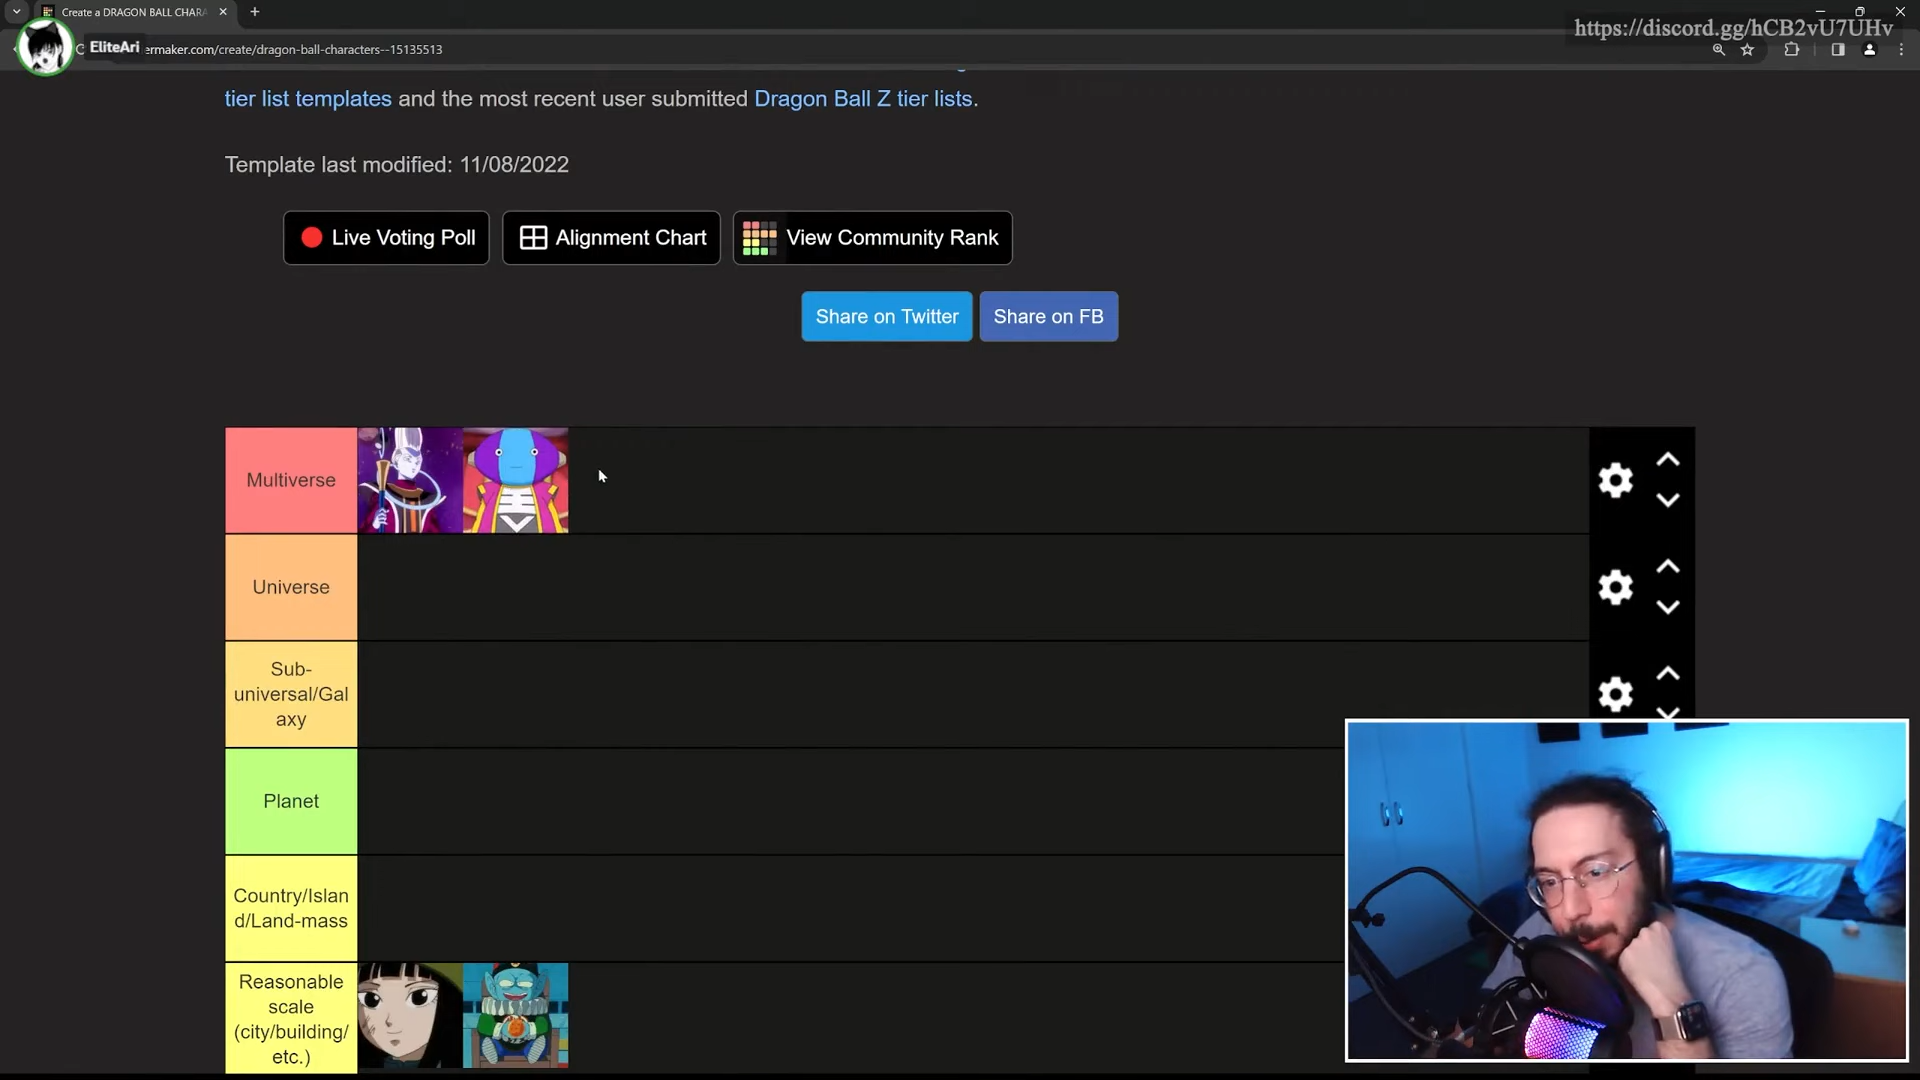 Create a DRAGON BALL CHARA
https://discord.gg/hCB2vU7UHv
EliteAri
ermaker.com/create/dragon-ball-characters--15135513
tier list templates and the most recent user submitted Dragon Ball Z tier lists.
Template last modified: 11/08/2022
Live Voting Poll
Alignment Chart
View Community Rank
Share on Twitter
Share on FB
Multiverse
Universe
Sub-
universal/Gal
axy
Planet
Country/Islan
d/Land-mass
Reasonable
scale
(city/building/
etc.)